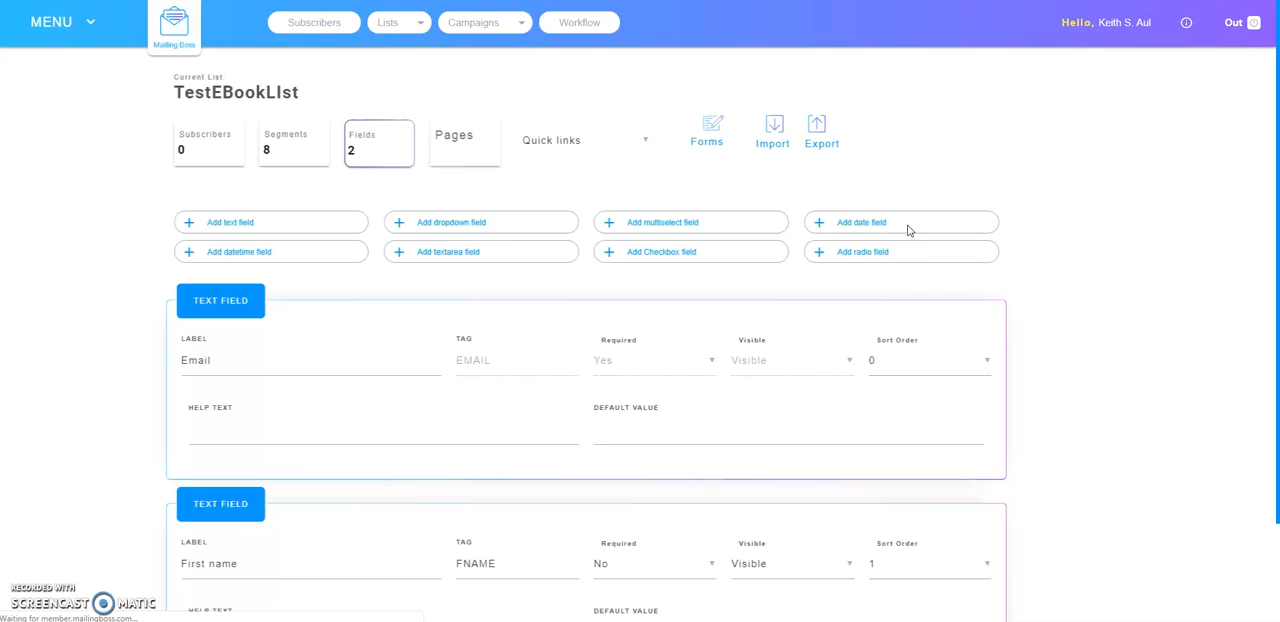 MENU
Mailing Boss
Subscribers
Lists
Campaigns
Workflow
Hello, Keith S. Aul
Out
Current List:
TestEBookLIst
Subscribers
0
Segments
8
Fields
2
Pages
Quick links
Forms
Import
Export
Add text field
Add dropdown field
Add multiselect field
Add date field
Add datetime field
Add textarea field
Add Checkbox field
Add radio field
TEXT FIELD
LABEL
TAG
Required
Visible
Sort Order
Email
EMAIL
Yes
Visible
0
HELP TEXT
DEFAULT VALUE
TEXT FIELD
LABEL
TAG
Required
Visible
Sort Order
First name
FNAME
No
Visible
1
HELP TEXT
DEFAULT VALUE
RECORDED WITH
SCREENCAST MATIC
Waiting for member.mailingboss.com...